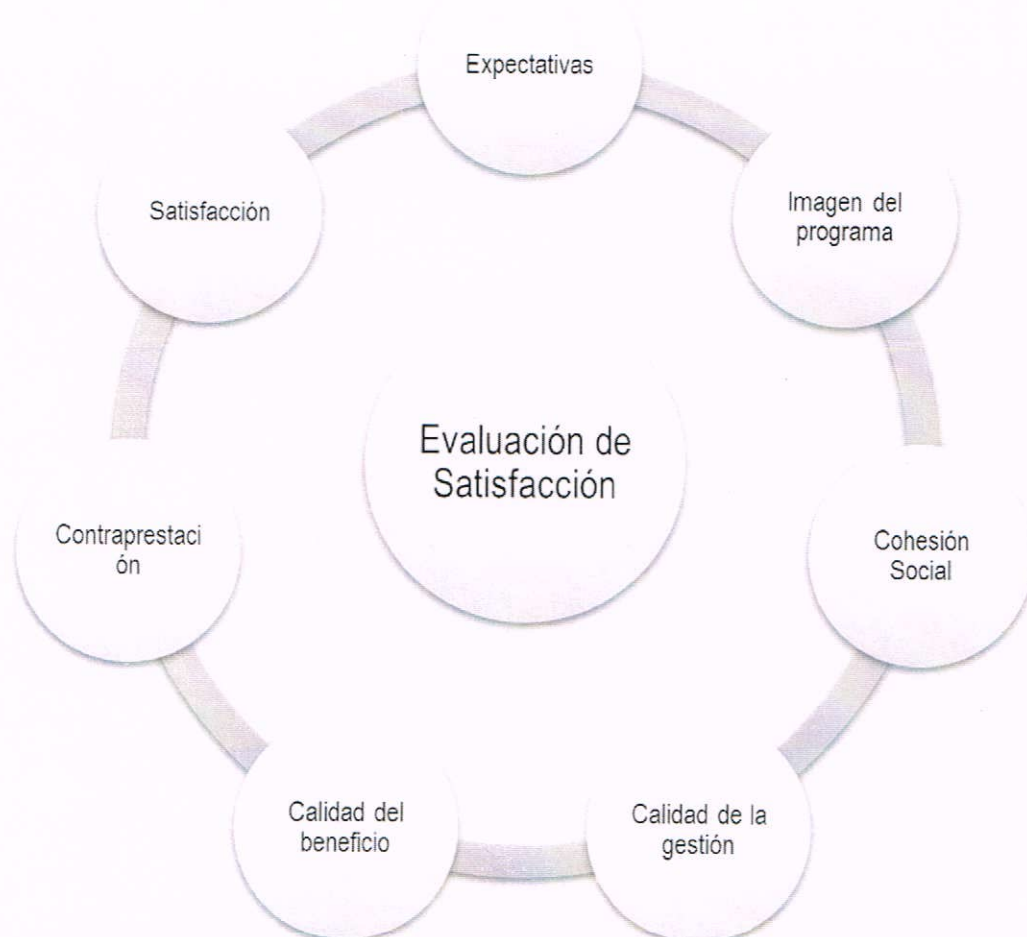 Expectativas
Imagen del
programa
Cohesión
Social
Calidad de la
gestión
Calidad del
beneficio
Contraprestaci
ón
Satisfacción
Evaluación de
Satisfacción